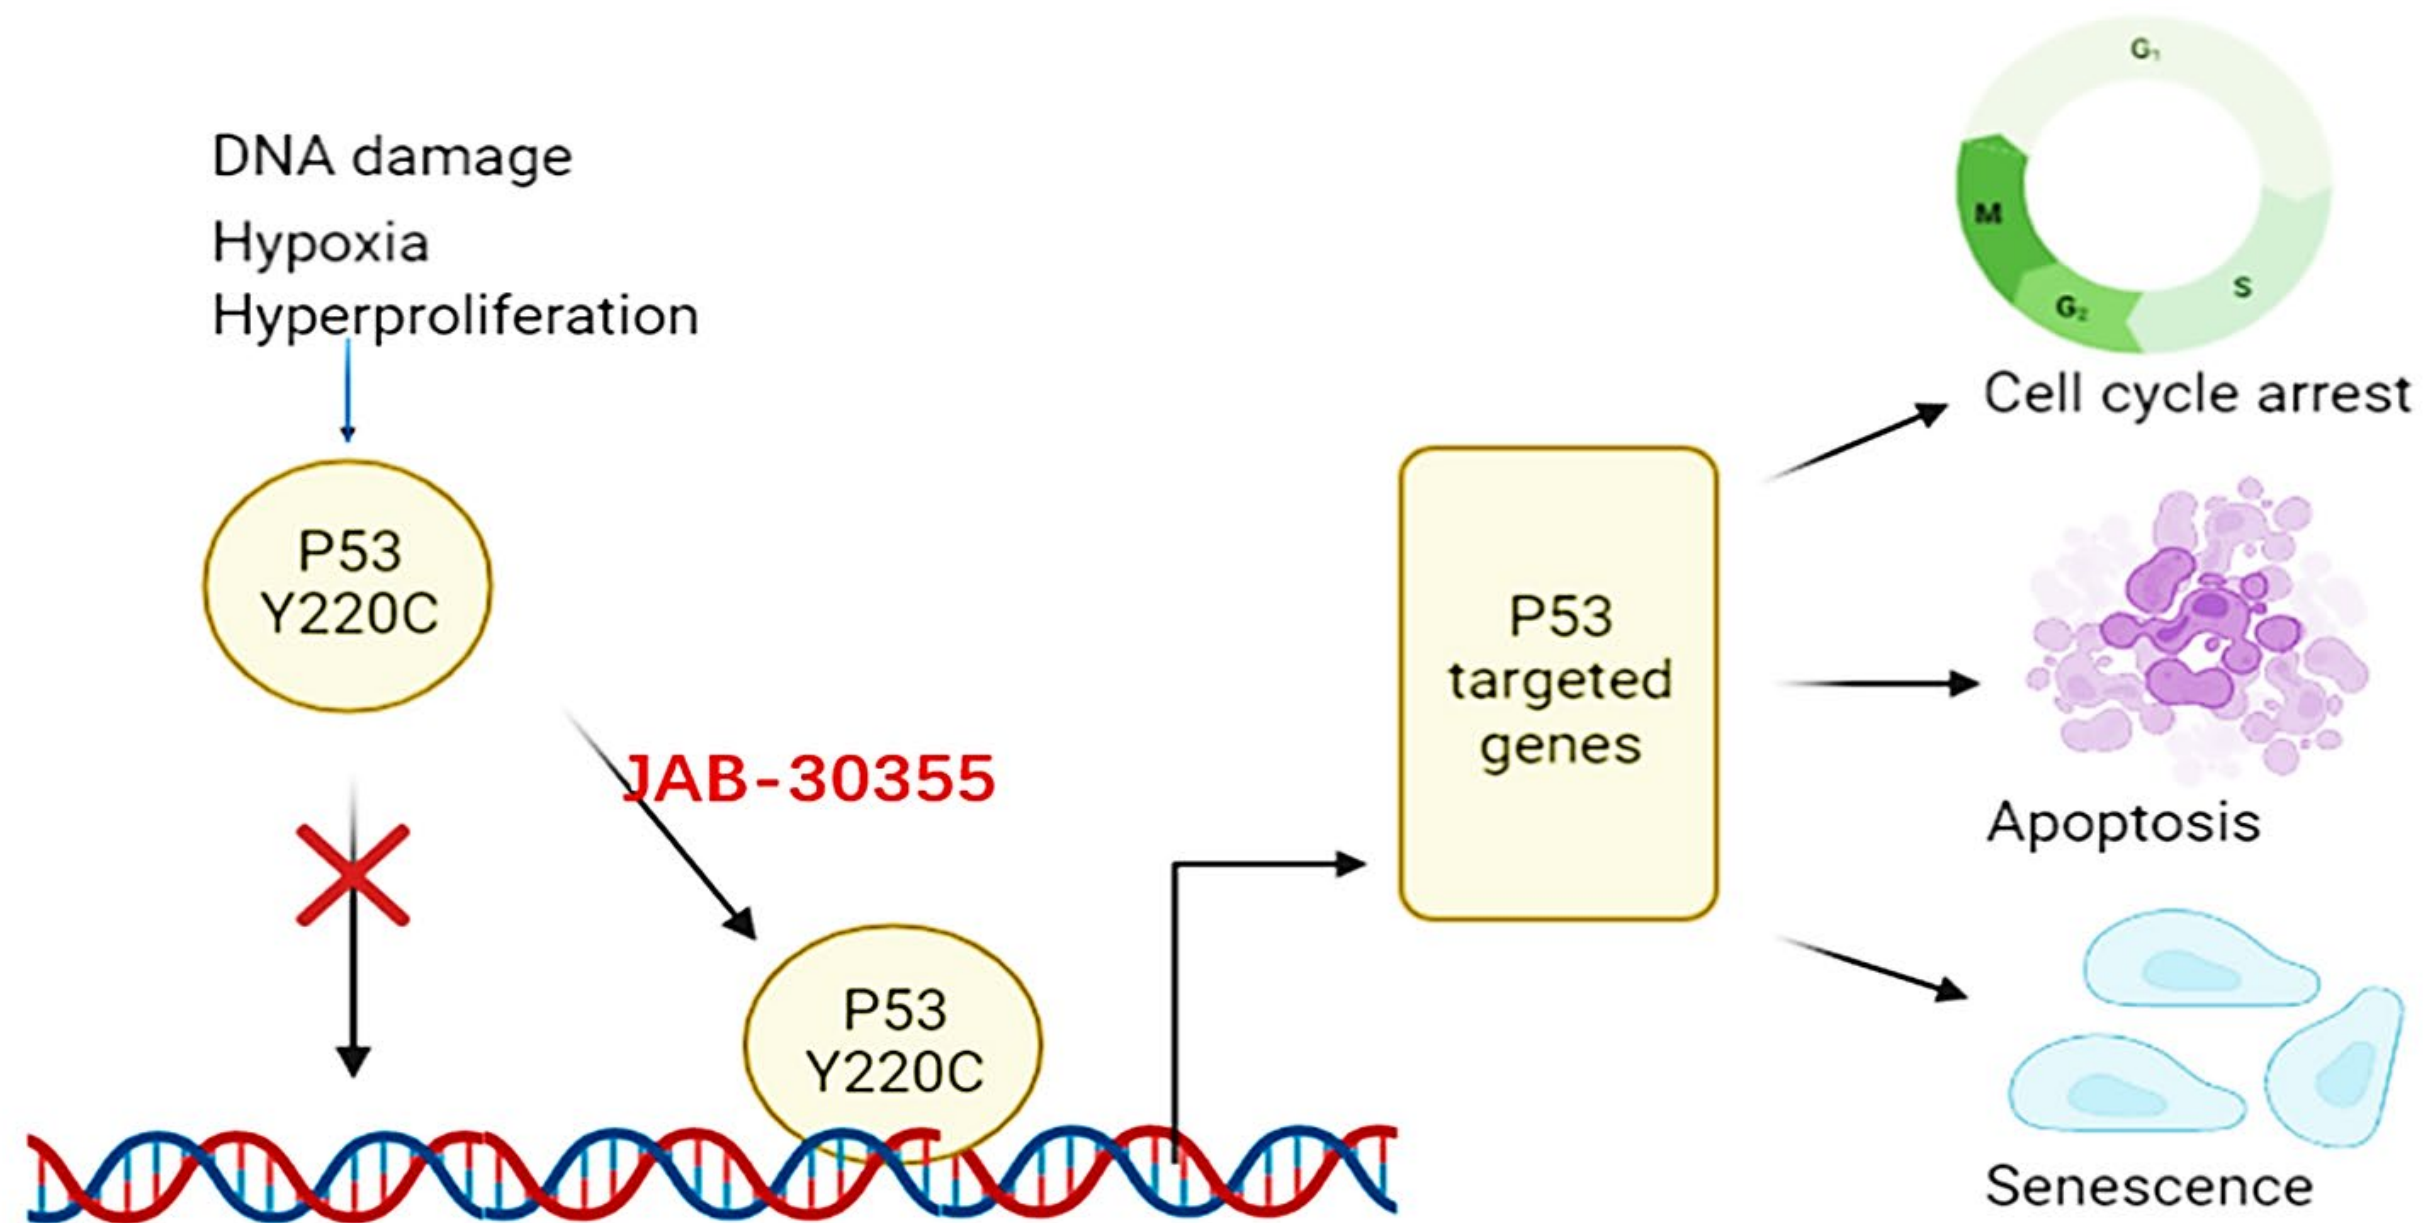 DNA damage
Hypoxia
Hyperproliferation
P53
Y220C
JAB-30355
P53
Y220C
P53
targeted
genes
G₁
M
G₂
S
Cell cycle arrest
Apoptosis
Senescence